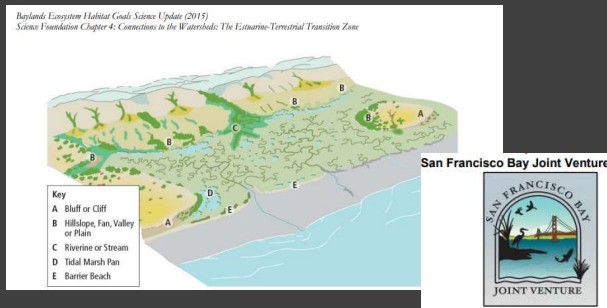 Baylands Ecosystem Habitat Goals Science Update (2015)
Science Foundation Chapter 4: Connections to the Watersheds: The Estuarine-Terrestrial Transition Zone
B
B
B
A
C
B
B
D
E
E
A
Key
A Bluff or Cliff
B Hillslope, Fan, Valley
or Plain
C Riverine or Stream
D Tidal Marsh Pan
E Barrier Beach
San Francisco Bay Joint Venture
SAN FRANCISCO BAY
JOINT VENTURE